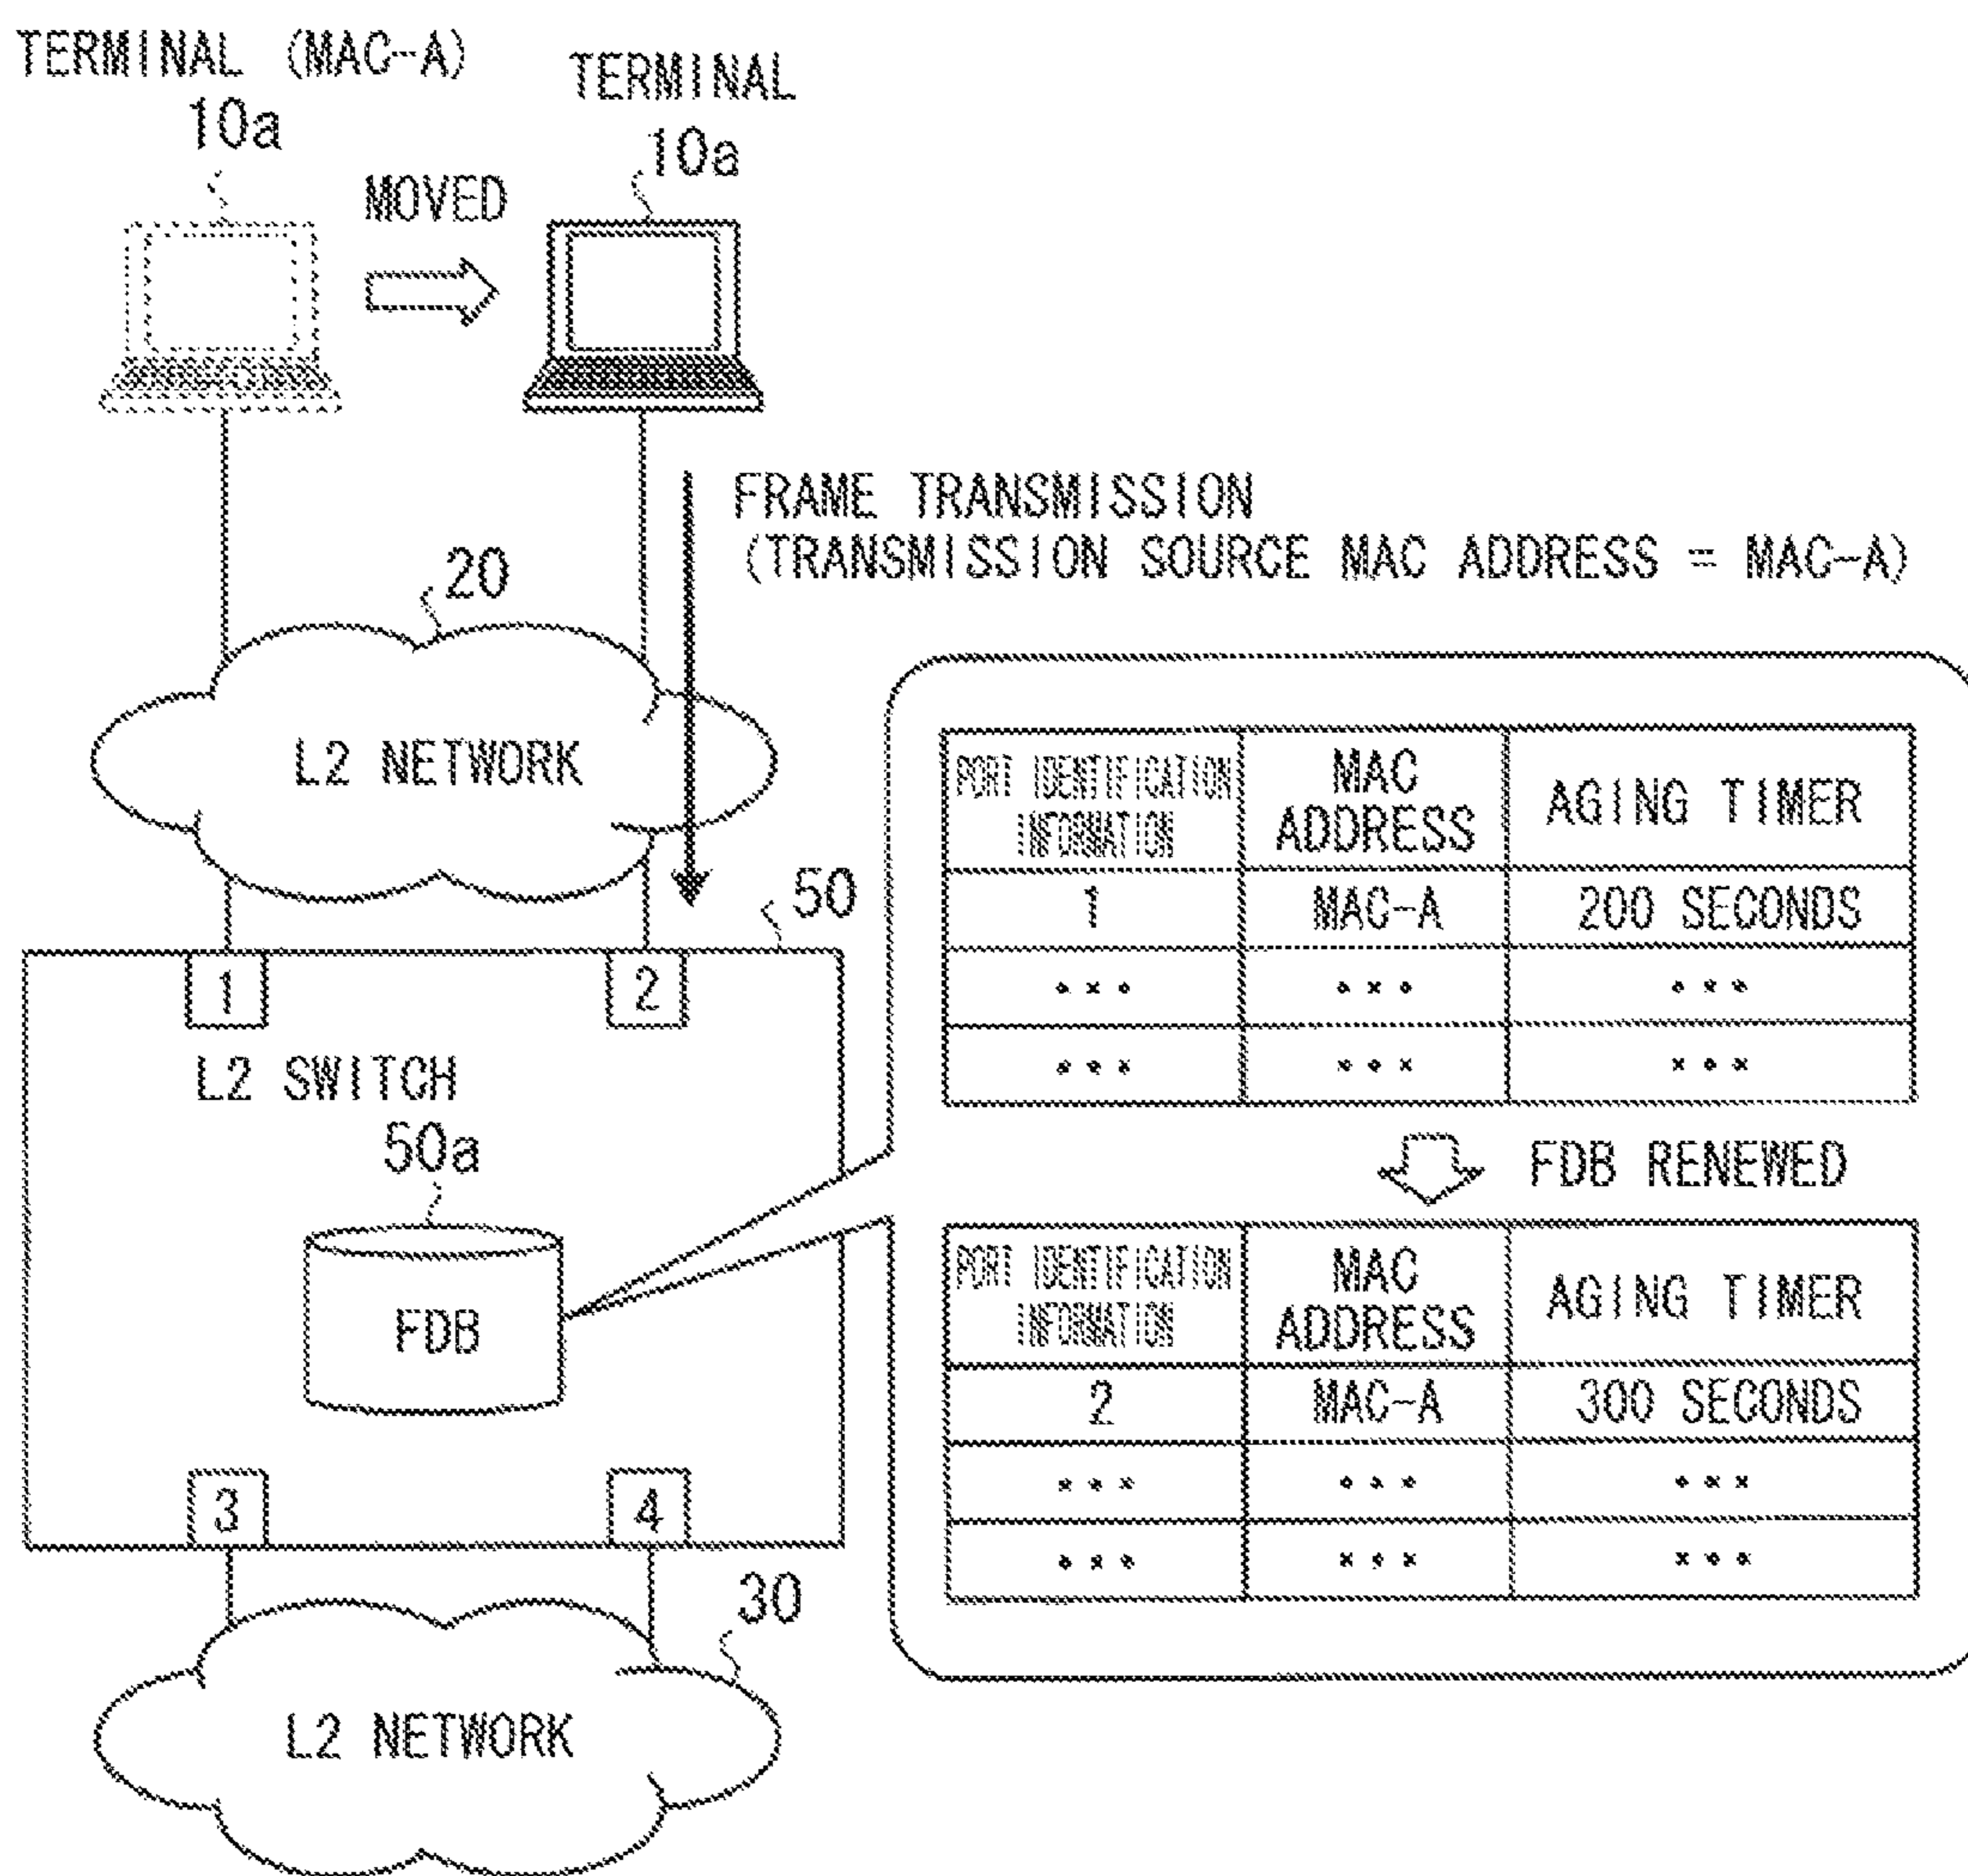 TERMINAL (MAC-A)
10a
TERMINAL
10a
MOVED
FRAME TRANSMISSION
(TRANSMISSION SOURCE MAC ADDRESS = MAC-A)
20
L2 NETWORK
50
1
2
L2 SWITCH
50a
FDB
3
4
30
L2 NETWORK
PORT IDENTIFICATION INFORMATION MAC ADDRESS AGING TIMER
1 MAC-A 200 SECONDS
... ... ...
... ... ...
FDB RENEWED
PORT IDENTIFICATION INFORMATION MAC ADDRESS AGING TIMER
2 MAC-A 300 SECONDS
... ... ...
... ... ...